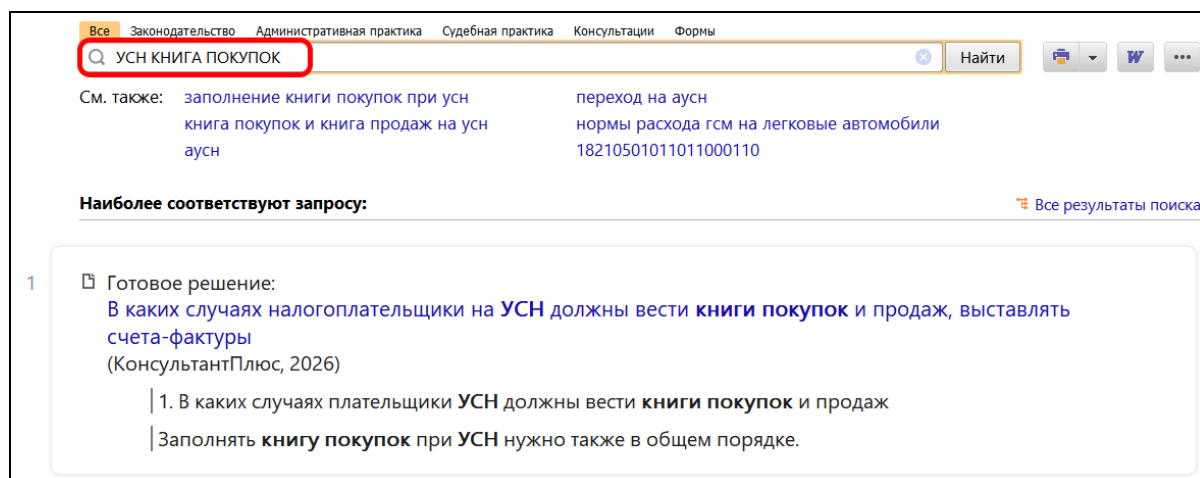 Все Законодательство Административная практика Судебная практика Консультации Формы
УСН КНИГА ПОКУПОК Найти W
См. также: заполнение книги покупок при усн переход на аусн
книга покупок и книга продаж на усн нормы расхода гсм на легковые автомобили
аусн 18210501011011000110
Наиболее соответствуют запросу: Все результаты поиска
1 Готовое решение:
В каких случаях налогоплательщики на УСН должны вести книги покупок и продаж, выставлять
счета-фактуры
(КонсультантПлюс, 2026)
1. В каких случаях плательщики УСН должны вести книги покупок и продаж
Заполнять книгу покупок при УСН нужно также в общем порядке.